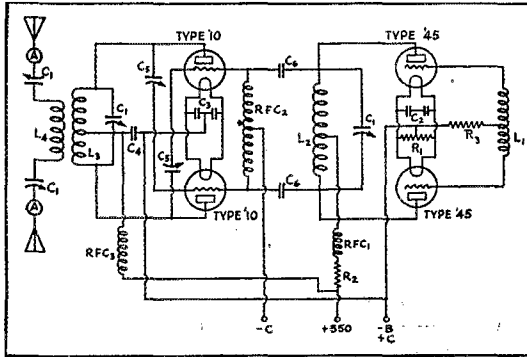 TYPE '10
TYPE '45
A
C1
C5
C1
C3
C6
C2
L4
L3
C4
RFC2
L2
C1
R1
R3
L1
C5
C6
C1
A
TYPE '10
TYPE '45
RFC3
RFC1
R2
-C
+550
-B
+C